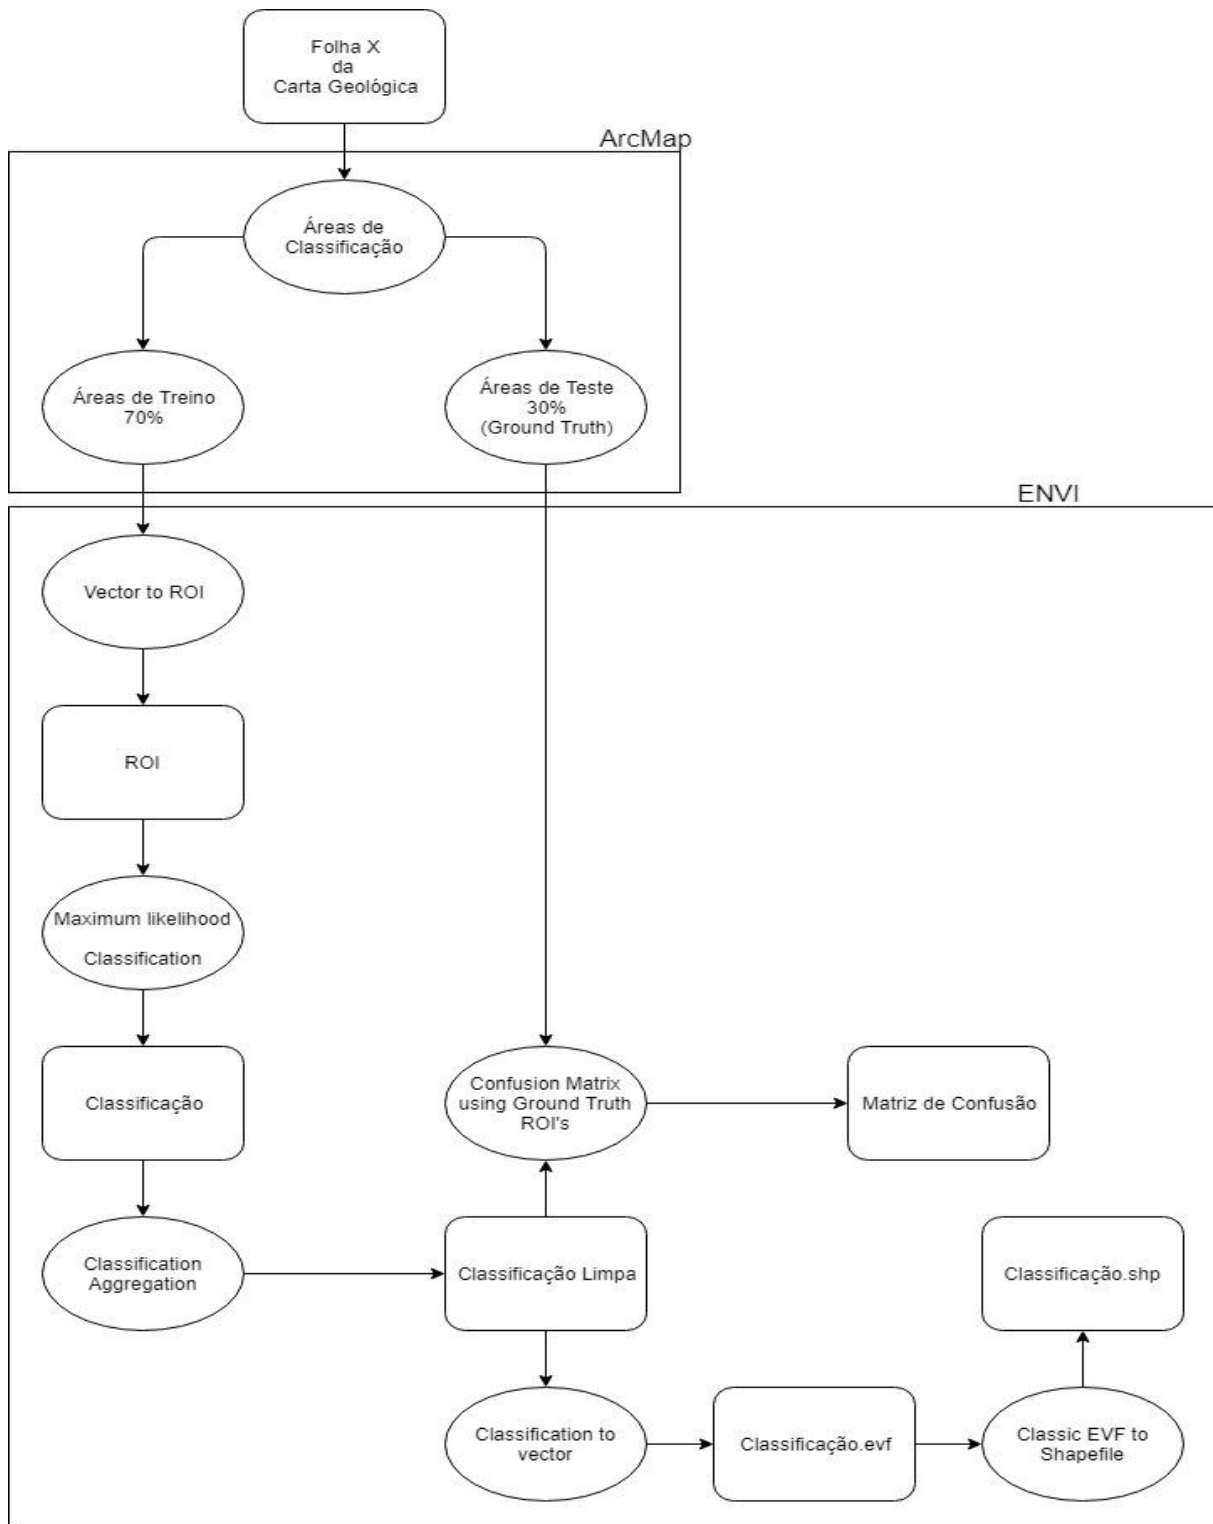 Folha X
da
Carta Geológica
ArcMap
Áreas de
Classificação
Áreas de Treino
70%
Áreas de Teste
30%
(Ground Truth)
ENVI
Vector to ROI
ROI
Maximum likelihood
Classification
Classificação
Confusion Matrix
using Ground Truth
ROI's
Matriz de Confusão
Classification
Aggregation
Classificação Limpa
Classificação.shp
Classification to
vector
Classificação.evf
Classic EVF to
Shapefile